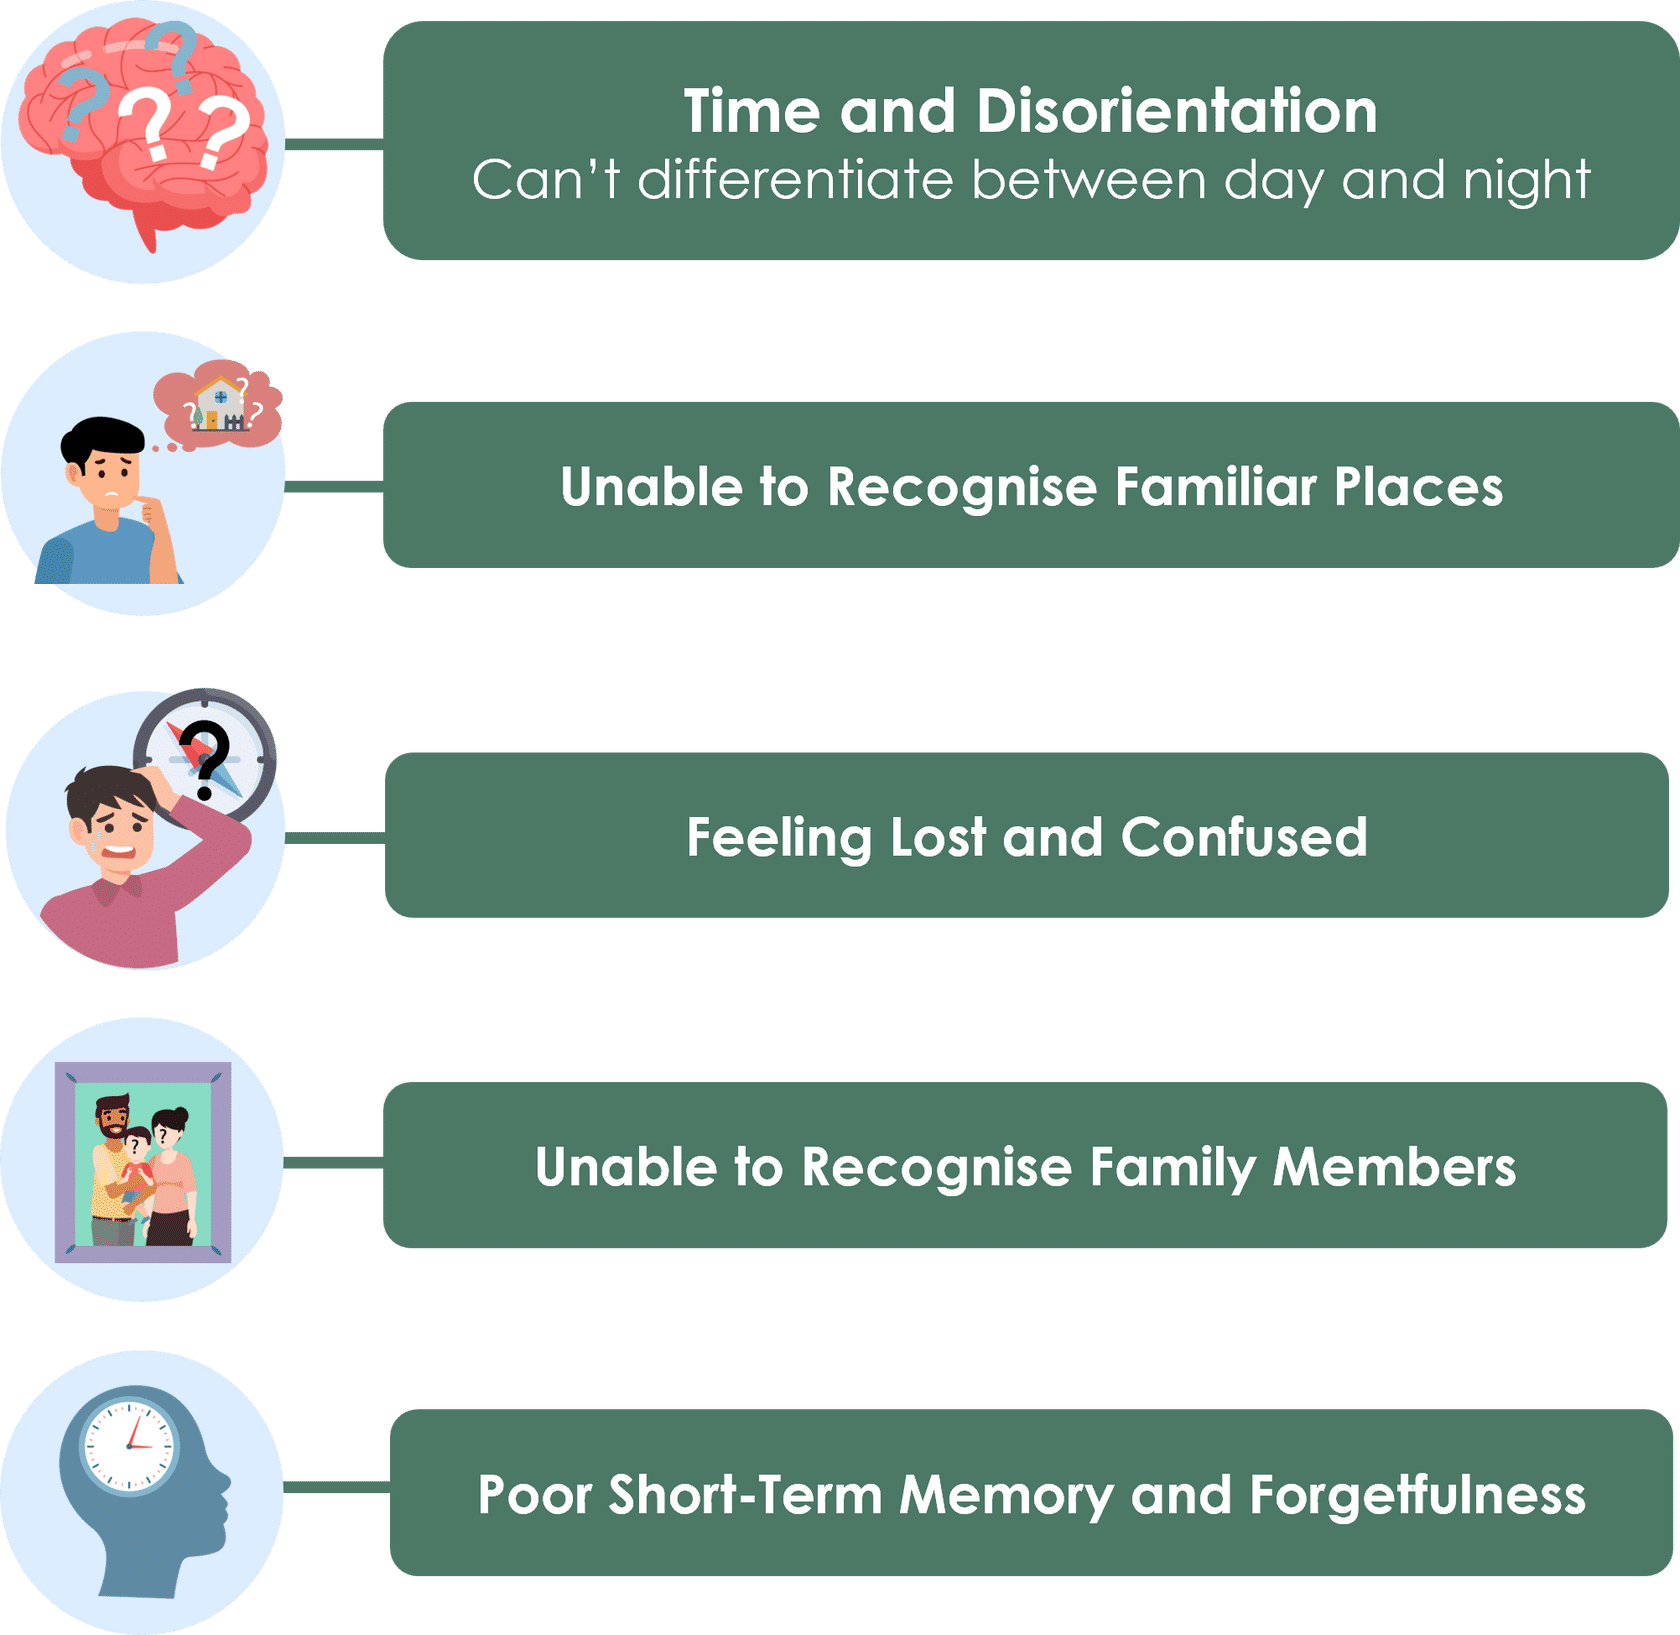 Time and Disorientation
Can't differentiate between day and night
Unable to Recognise Familiar Places
Feeling Lost and Confused
Unable to Recognise Family Members
Poor Short-Term Memory and Forgetfulness